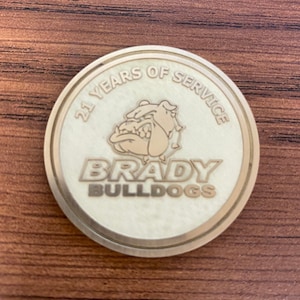 21 YEARS OF SERVICE
BRADY
BULLDOGS